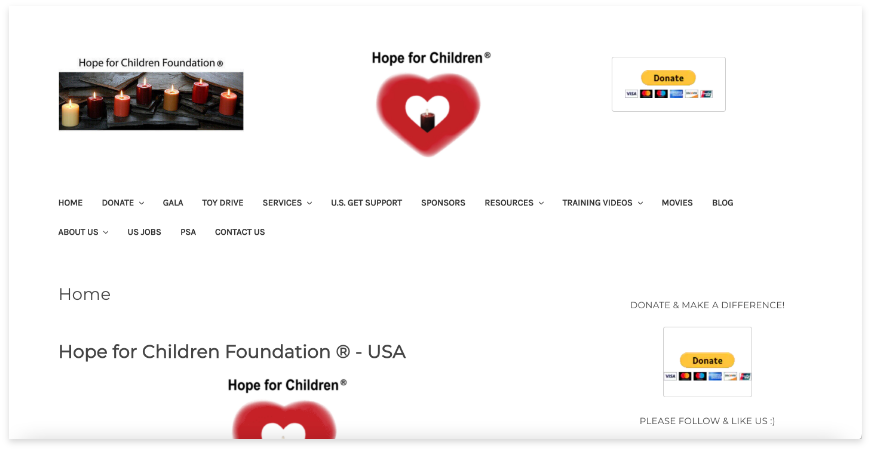 Hope for Children Foundation ®
Hope for Children®
Donate
VISA
HOME DONATE GALA TOY DRIVE SERVICES U.S. GET SUPPORT SPONSORS RESOURCES TRAINING VIDEOS MOVIES BLOG
ABOUT US US JOBS PSA CONTACT US
Home
DONATE & MAKE A DIFFERENCE!
Hope for Children Foundation ® - USA
Donate
VISA
Hope for Children®
PLEASE FOLLOW & LIKE US :)